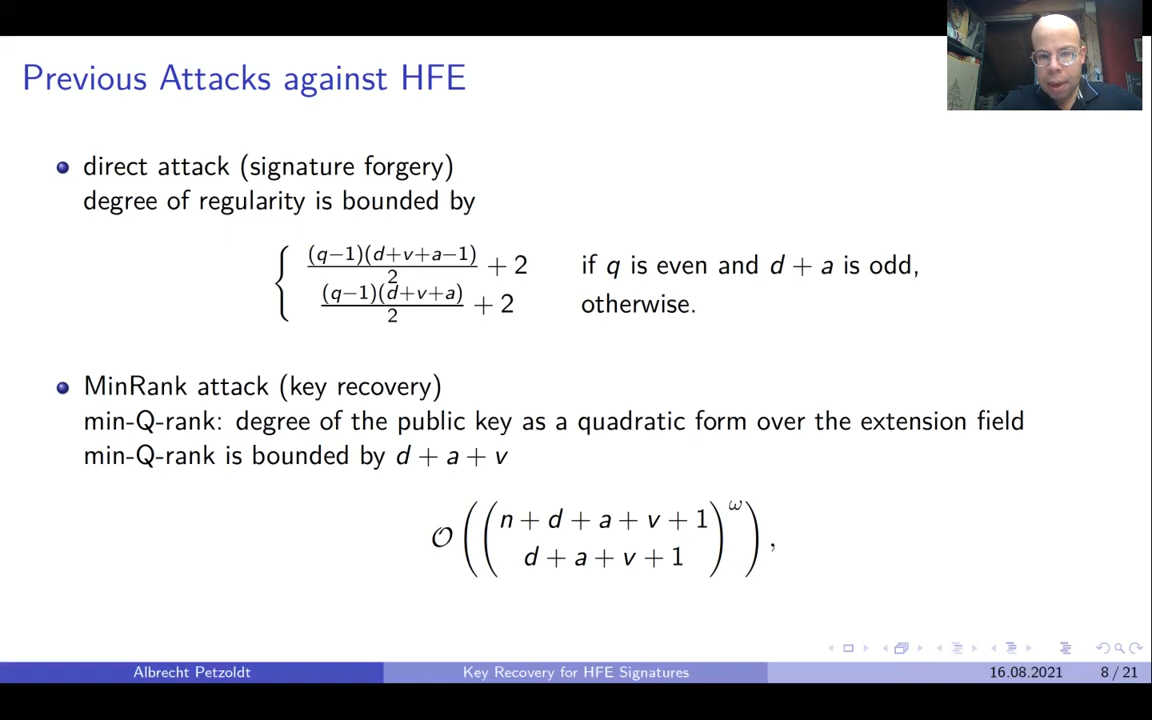 Previous Attacks against HFE
direct attack (signature forgery)
degree of regularity is bounded by
(q−1)(d+v+a−1)/2 + 2 if q is even and d + a is odd,
(q−1)(d+v+a)/2 + 2 otherwise.
MinRank attack (key recovery)
min-Q-rank: degree of the public key as a quadratic form over the extension field
min-Q-rank is bounded by d + a + v
𝒪((n + d + a + v + 1 choose d + a + v + 1)^ω),
Albrecht Petzoldt Key Recovery for HFE Signatures 16.08.2021 8 / 21